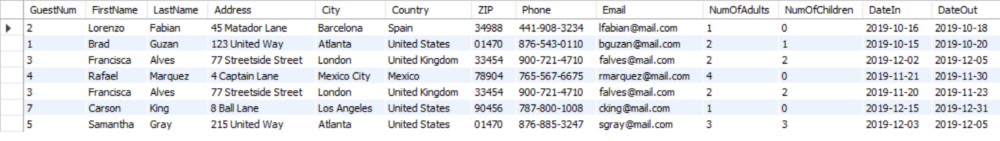 GuestNum FirstName LastName Address City Country ZIP Phone Email NumOfAdults NumOfChildren DateIn DateOut
2 Lorenzo Fabian 45 Matador Lane Barcelona Spain 34988 441-908-3234 lfabian@mail.com 1 0 2019-10-16 2019-10-18
1 Brad Guzan 123 United Way Atlanta United States 01470 876-543-0110 bguzan@mail.com 2 1 2019-10-15 2019-10-20
3 Francisca Alves 77 Streetside Street London United Kingdom 33454 900-721-4710 falves@mail.com 2 2 2019-12-02 2019-12-05
4 Rafael Marquez 4 Captain Lane Mexico City Mexico 78904 765-567-6675 rmarquez@mail.com 4 0 2019-11-21 2019-11-30
3 Francisca Alves 77 Streetside Street London United Kingdom 33454 900-721-4710 falves@mail.com 2 2 2019-11-20 2019-11-23
7 Carson King 8 Ball Lane Los Angeles United States 90456 787-800-1008 cking@mail.com 1 0 2019-12-15 2019-12-31
5 Samantha Gray 215 United Way Atlanta United States 01470 876-885-3247 sgray@mail.com 3 3 2019-12-03 2019-12-05